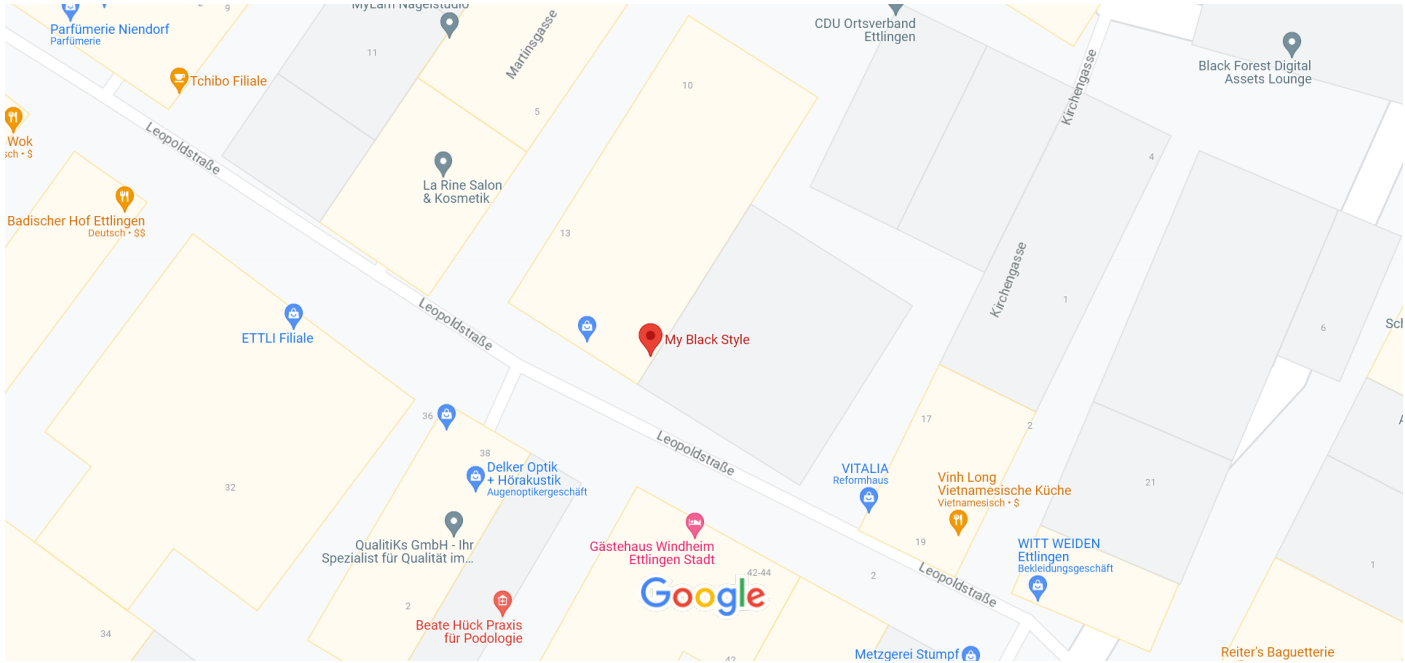 MyLam Nagelstudio
9
Parfümerie Niendorf
Parfümerie
CDU Ortsverband
Ettlingen
11
Martinsgasse
Kirchengasse
Black Forest Digital
Assets Lounge
Tchibo Filiale
10
5
Leopoldstraße
Wok
sch • $
4
La Rine Salon
& Kosmetik
Badischer Hof Ettlingen
Deutsch • $$
13
Kirchengasse
1
6
Sch
Leopoldstraße
ETTLI Filiale
My Black Style
36
17
2
38
Leopoldstraße
Delker Optik
+ Hörakustik
Augenoptikergeschäft
VITALIA
Reformhaus
Vinh Long
Vietnamesische Küche
Vietnamesisch • $
32
21
QualitiKs GmbH - Ihr
Spezialist für Qualität im...
Gästehaus Windheim
Ettlingen Stadt
19
WITT WEIDEN
Ettlingen
Bekleidungsgeschäft
42-44
2
Leopoldstraße
1
Google
2
Beate Hück Praxis
für Podologie
34
42
Metzgerei Stumpf
Reiter's Baguetterie